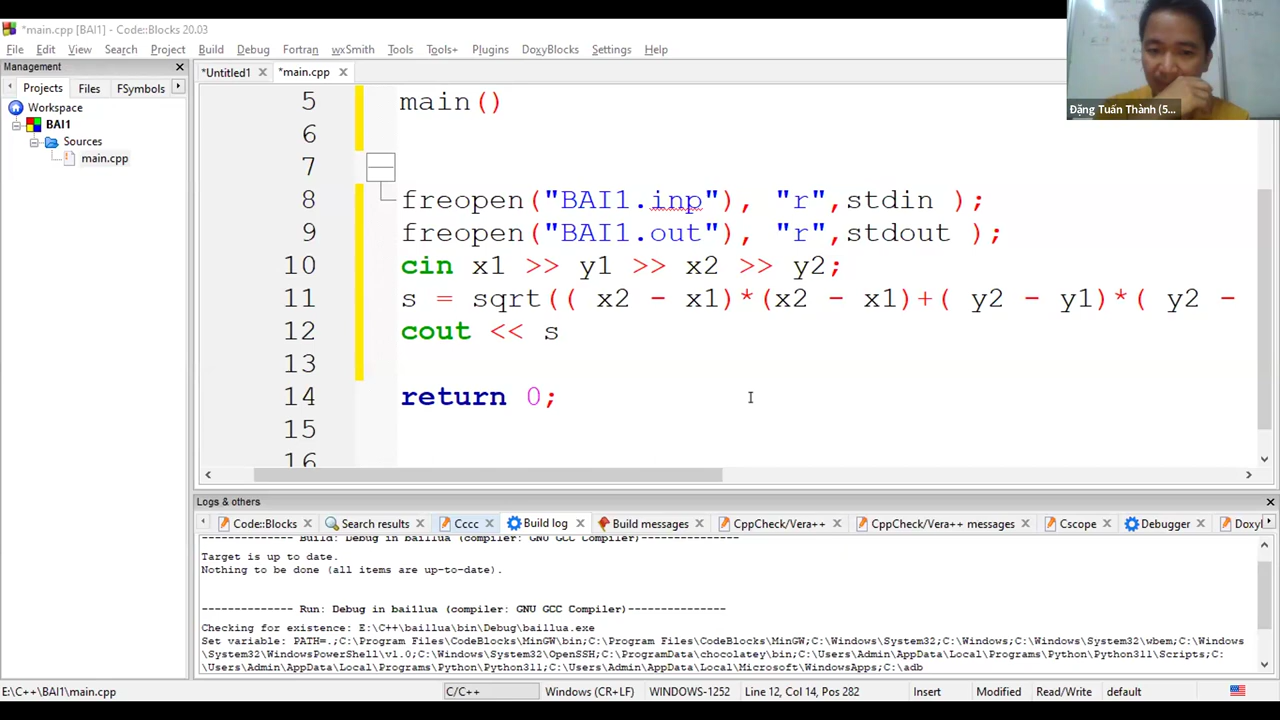 *main.cpp [BAI1] - Code::Blocks 20.03
File Edit View Search Project Build Debug Fortran wxSmith Tools Tools+ Plugins DoxyBlocks Settings Help
Management
Projects Files FSymbols
Workspace
BAI1
Sources
main.cpp
*Untitled1 *main.cpp
Đặng Tuấn Thành (5...
5 main()
6
7
8 freopen("BAI1.inp"), "r",stdin );
9 freopen("BAI1.out"), "r",stdout );
10 cin x1 >> y1 >> x2 >> y2;
11 s = sqrt(( x2 - x1)*(x2 - x1)+( y2 - y1)*( y2 -
12 cout << s
13
14 return 0;
15
16
Logs & others
Code::Blocks Search results Cccc Build log Build messages CppCheck/Vera++ CppCheck/Vera++ messages Cscope Debugger Doxy
-------------- Build: Debug in bai1lua (compiler: GNU GCC Compiler)---------------
Target is up to date.
Nothing to be done (all items are up-to-date).
-------------- Run: Debug in bai1lua (compiler: GNU GCC Compiler)---------------
Checking for existence: E:\C++\bai1lua\bin\Debug\bai1lua.exe
Set variable: PATH=.;C:\Program Files\CodeBlocks\MinGW\bin;C:\Program Files\CodeBlocks\MinGW;C:\Windows\System32;C:\Windows;C:\Windows\System32\wbem;C:\Windows
\System32\WindowsPowerShell\v1.0;C:\Windows\System32\OpenSSH;C:\ProgramData\chocolatey\bin;C:\Users\Admin\AppData\Local\Programs\Python\Python311\Scripts;C:
\Users\Admin\AppData\Local\Programs\Python\Python311;C:\Users\Admin\AppData\Local\Microsoft\WindowsApps;C:\adb
E:\C++\BAI1\main.cpp C/C++ Windows (CR+LF) WINDOWS-1252 Line 12, Col 14, Pos 282 Insert Modified Read/Write default